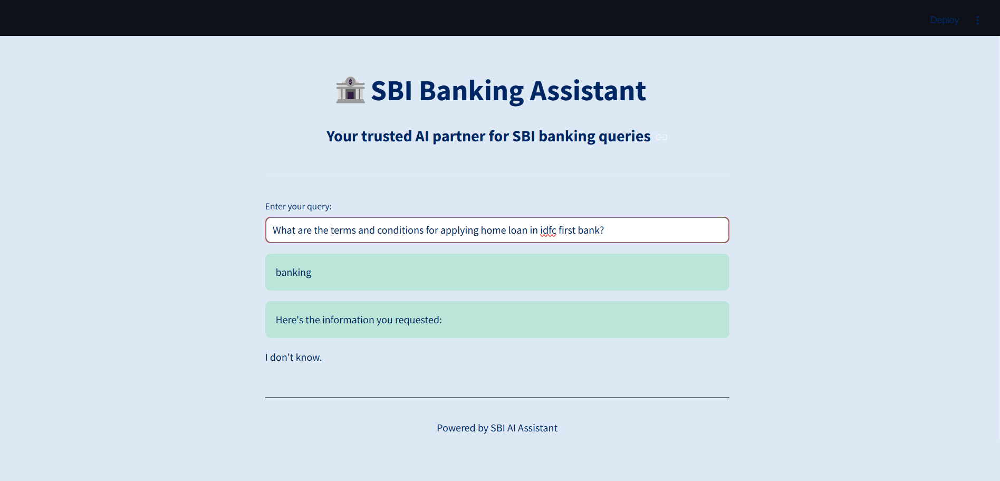 Deploy
SBI Banking Assistant
Your trusted AI partner for SBI banking queries
Enter your query:
What are the terms and conditions for applying home loan in idfc first bank?
banking
Here's the information you requested:
I don't know.
Powered by SBI AI Assistant